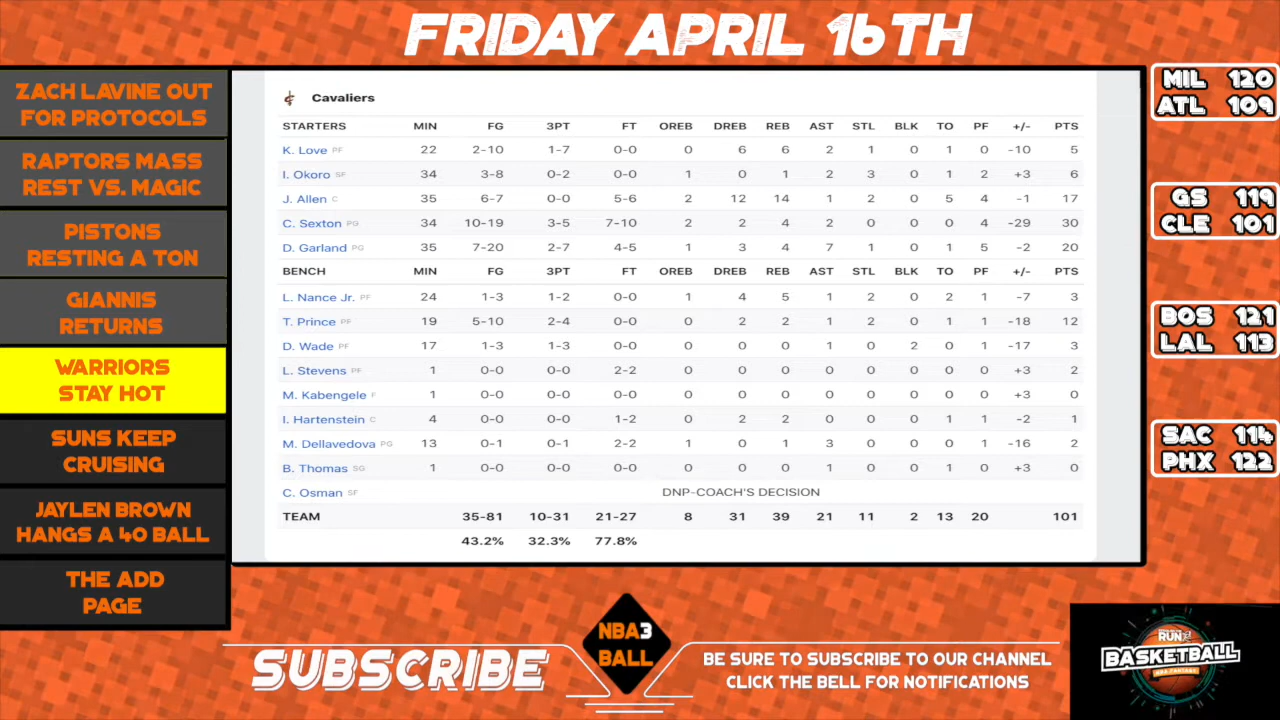 FRIDAY APRIL 16TH
ZACH LAVINE OUT
FOR PROTOCOLS
RAPTORS MASS
REST VS. MAGIC
PISTONS
RESTING A TON
GIANNIS
RETURNS
WARRIORS
STAY HOT
SUNS KEEP
CRUISING
JAYLEN BROWN
HANGS A 40 BALL
THE ADD
PAGE
Cavaliers
STARTERS MIN FG 3PT FT OREB DREB REB AST STL BLK TO PF +/- PTS
K. Love PF 22 2-10 1-7 0-0 0 6 6 2 1 0 1 0 -10 5
I. Okoro SF 34 3-8 0-2 0-0 1 0 1 2 3 0 1 2 +3 6
J. Allen C 35 6-7 0-0 5-6 2 12 14 1 2 0 5 4 -1 17
C. Sexton PG 34 10-19 3-5 7-10 2 2 4 2 0 0 0 4 -29 30
D. Garland PG 35 7-20 2-7 4-5 1 3 4 7 1 0 1 5 -2 20
BENCH MIN FG 3PT FT OREB DREB REB AST STL BLK TO PF +/- PTS
L. Nance Jr. PF 24 1-3 1-2 0-0 1 4 5 1 2 0 2 1 -7 3
T. Prince PF 19 5-10 2-4 0-0 0 2 2 1 2 0 1 1 -18 12
D. Wade PF 17 1-3 1-3 0-0 0 0 0 1 0 2 0 1 -17 3
L. Stevens PF 1 0-0 0-0 2-2 0 0 0 0 0 0 0 0 +3 2
M. Kabengele F 1 0-0 0-0 0-0 0 0 0 0 0 0 0 0 +3 0
I. Hartenstein C 4 0-0 0-0 1-2 0 2 2 0 0 0 1 1 -2 1
M. Dellavedova PG 13 0-1 0-1 2-2 1 0 1 3 0 0 0 1 -16 2
B. Thomas SG 1 0-0 0-0 0-0 0 0 0 1 0 0 1 0 +3 0
C. Osman SF DNP-COACH'S DECISION
TEAM 35-81 10-31 21-27 8 31 39 21 11 2 13 20 101
43.2% 32.3% 77.8%
MIL 120
ATL 109
GS 119
CLE 101
BOS 121
LAL 113
SAC 114
PHX 122
SUBSCRIBE
NBA3
BALL
BE SURE TO SUBSCRIBE TO OUR CHANNEL
CLICK THE BELL FOR NOTIFICATIONS
RUN
BASKETBALL